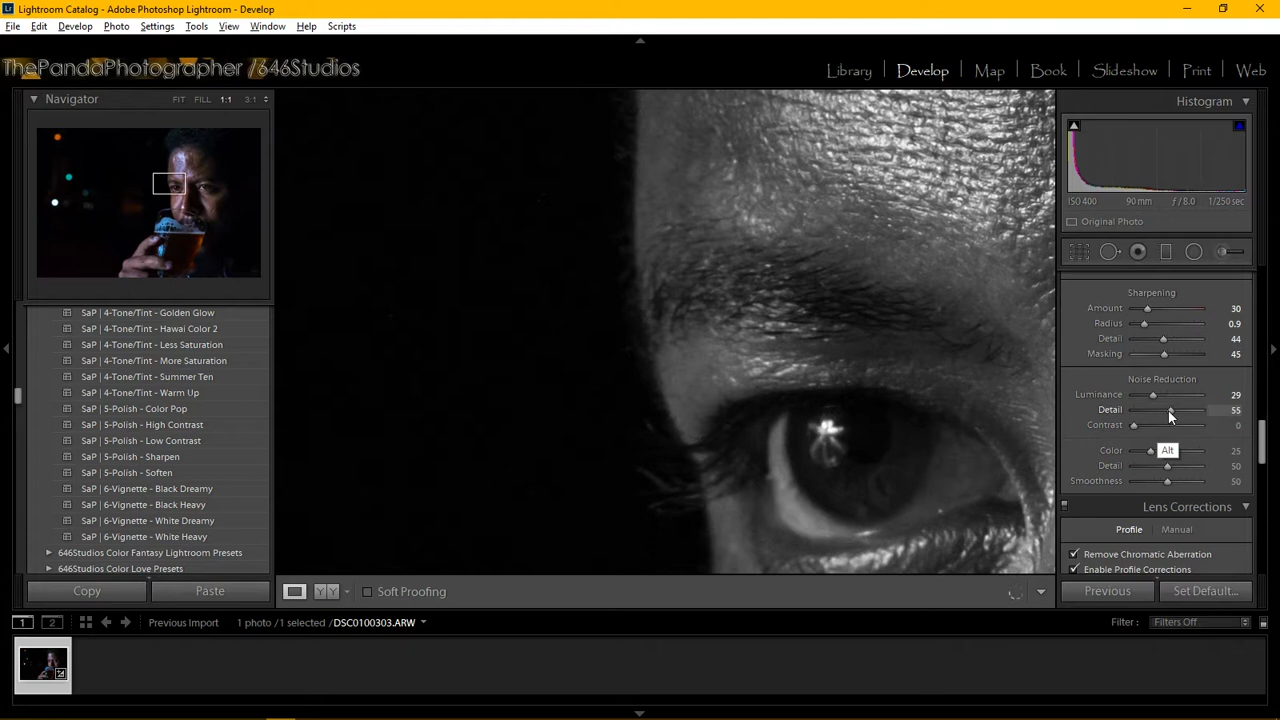 Lightroom Catalog - Adobe Photoshop Lightroom - Develop
File Edit Develop Photo Settings Tools View Window Help Scripts
ThePandaPhotographer /646Studios
Library Develop Map Book Slideshow Print Web
Navigator FIT FILL 1:1 3:1
SaP | 4-Tone/Tint - Golden Glow
SaP | 4-Tone/Tint - Hawai Color 2
SaP | 4-Tone/Tint - Less Saturation
SaP | 4-Tone/Tint - More Saturation
SaP | 4-Tone/Tint - Summer Ten
SaP | 4-Tone/Tint - Warm Up
SaP | 5-Polish - Color Pop
SaP | 5-Polish - High Contrast
SaP | 5-Polish - Low Contrast
SaP | 5-Polish - Sharpen
SaP | 5-Polish - Soften
SaP | 6-Vignette - Black Dreamy
SaP | 6-Vignette - Black Heavy
SaP | 6-Vignette - White Dreamy
SaP | 6-Vignette - White Heavy
646Studios Color Fantasy Lightroom Presets
646Studios Color Love Presets
Copy Paste
Soft Proofing
Histogram
ISO 400 90 mm ƒ / 8.0 1/250 sec
Original Photo
Sharpening
Amount 30
Radius 0.9
Detail 44
Masking 45
Noise Reduction
Luminance 29
Detail 55
Contrast 0
Color Alt 25
Detail 50
Smoothness 50
Lens Corrections
Profile Manual
Remove Chromatic Aberration
Enable Profile Corrections
Previous Set Default...
1 2 Previous Import 1 photo / 1 selected / DSC0100303.ARW Filter : Filters Off